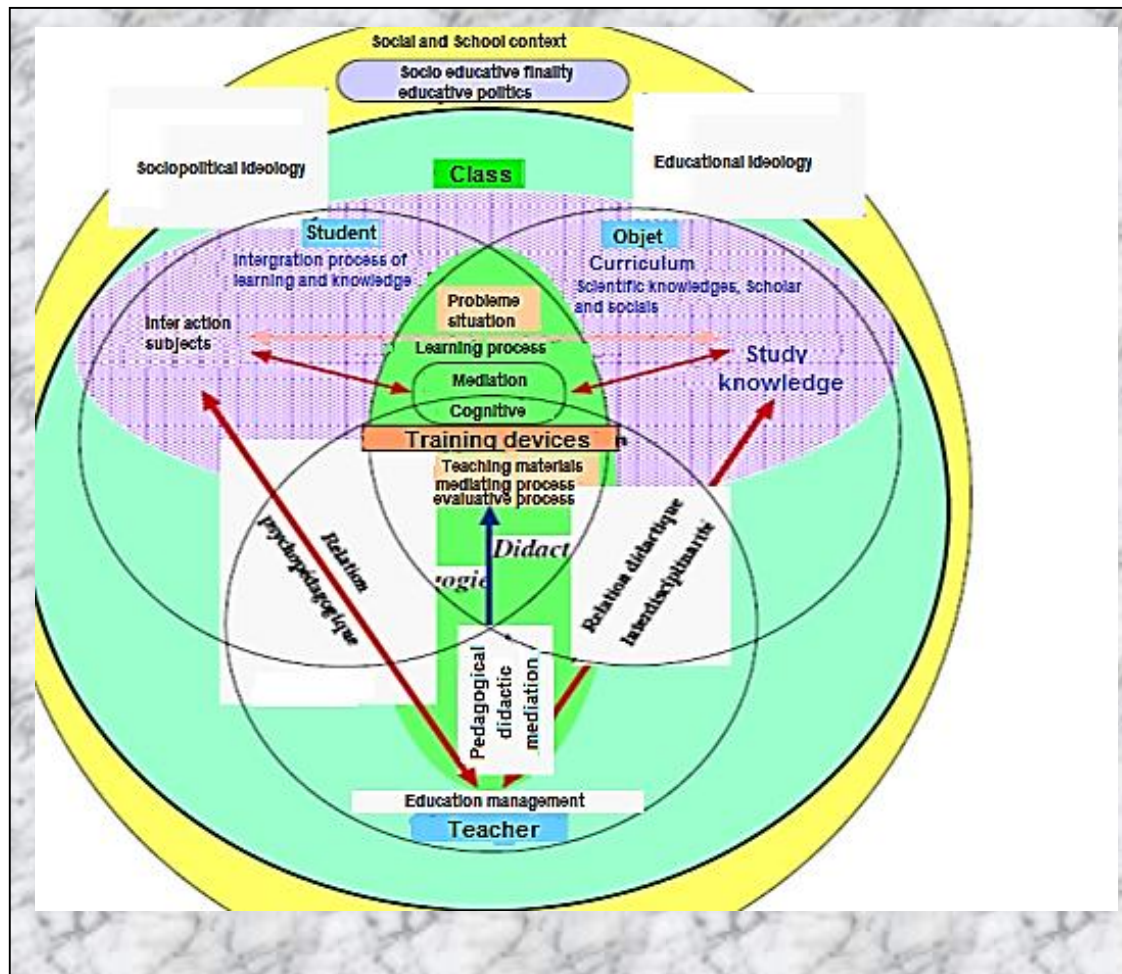 Social and School context
Socio educative finality
educative politics
Sociopolitical ideology
Educational ideology
Class
Student
Intergration process of
learning and knowledge
Objet
Curriculum
Scientific knowledges, Scholar
and socials
Probleme
situation
Inter action
subjects
Learning process
Study
knowledge
Mediation
Cognitive
Training devices
n
Teaching materials
mediating process
evaluative process
Didact
ogie
Relation
psychopédagogique
Relation didactique
Interdisciplinarité
Pedagogical
didactic
mediation
Education management
Teacher